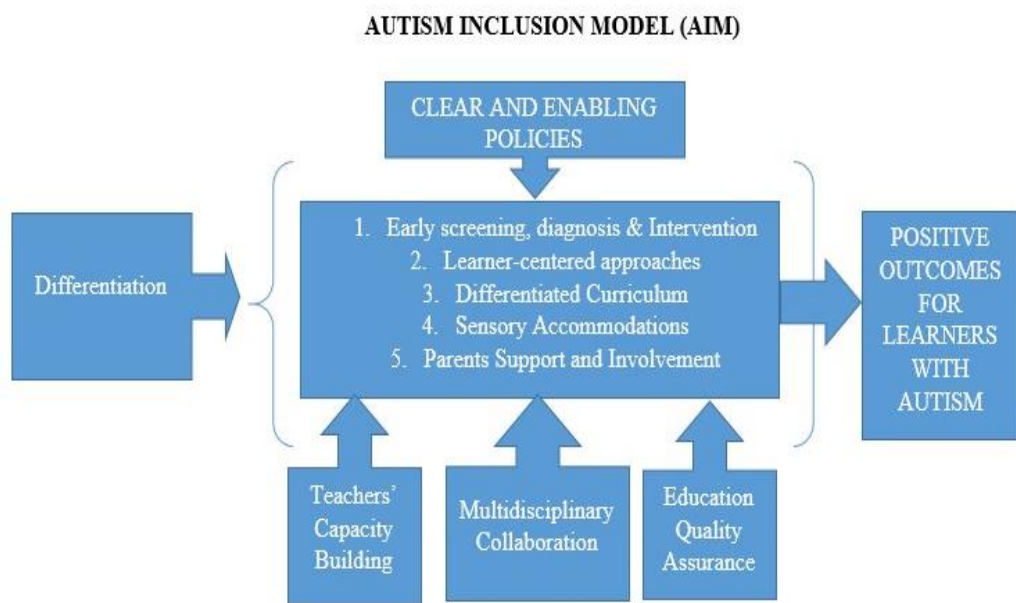 AUTISM INCLUSION MODEL (AIM)
CLEAR AND ENABLING
POLICIES
Differentiation
1. Early screening, diagnosis & Intervention
2. Learner-centered approaches
3. Differentiated Curriculum
4. Sensory Accommodations
5. Parents Support and Involvement
POSITIVE
OUTCOMES
FOR
LEARNERS
WITH
AUTISM
Teachers’
Capacity
Building
Multidisciplinary
Collaboration
Education
Quality
Assurance